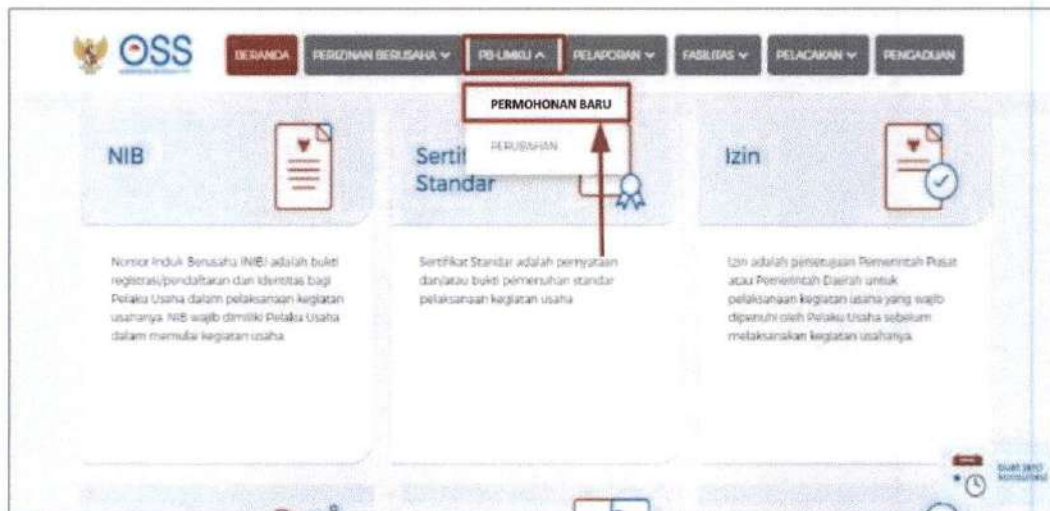 OSS
BERANDA PERIZINAN BERUSAHA PB-UMKU PELAPORAN FASILITAS PELACAKAN PENGADUAN
PERMOHONAN BARU
PERUBAHAN
NIB
Sertif
Standar
Izin
Nomor Induk Berusaha (NIB) adalah bukti
registrasi/pendaftaran dan identitas bagi
Pelaku Usaha dalam pelaksanaan kegiatan
usahanya. NIB wajib dimiliki Pelaku Usaha
dalam memulai kegiatan usaha.
Sertifikat Standar adalah pernyataan
dan/atau bukti pemenuhan standar
pelaksanaan kegiatan usaha
Izin adalah persetujuan Pemerintah Pusat
atau Pemerintah Daerah untuk
pelaksanaan kegiatan usaha yang wajib
dipenuhi oleh Pelaku Usaha sebelum
melaksanakan kegiatan usahanya.
buat janji
konsultasi